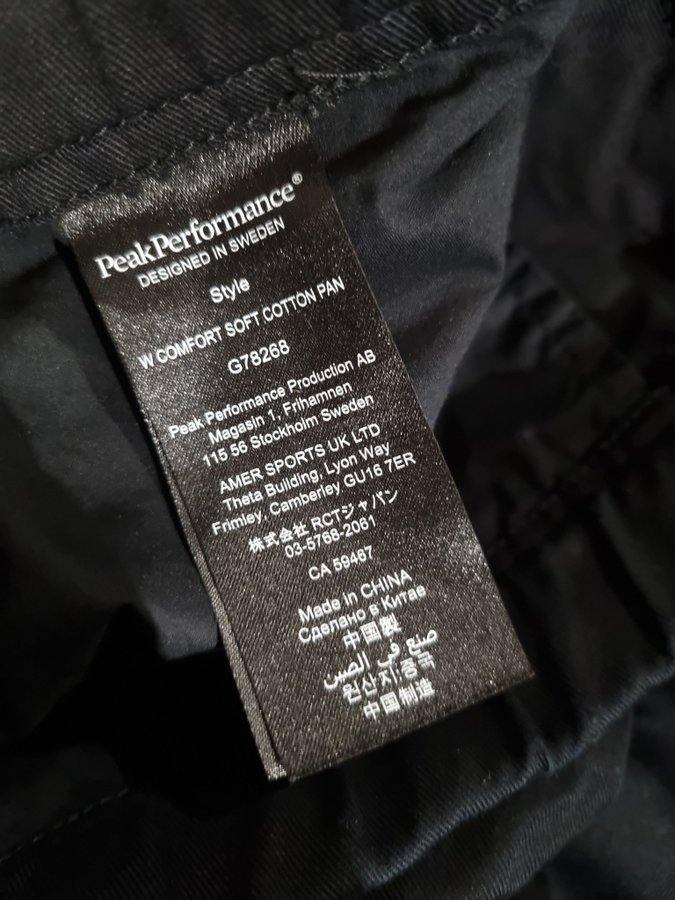 PeakPerformance®
DESIGNED IN SWEDEN
Style
W COMFORT SOFT COTTON PAN
G78268
Peak Performance Production AB
Magasin 1, Frihamnen
115 56 Stockholm Sweden
AMER SPORTS UK LTD
Theta Building, Lyon Way
Frimley, Camberley GU16 7ER
株式会社 RCTジャパン
03-5768-2061
CA 59467
Made in CHINA
Сделано в Китае
中國製
صنع في الصين
원산지:중국
中国制造